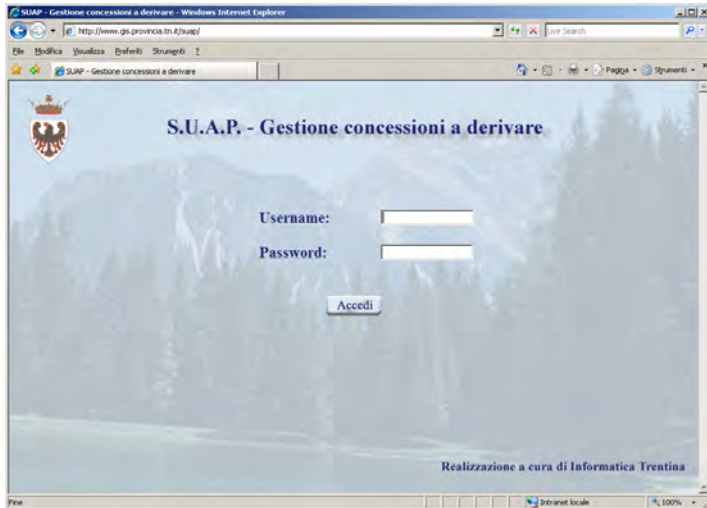 SUAP - Gestione concessioni a derivare - Windows Internet Explorer
http://www.gis.provincia.tn.it/suap/
Live Search
File Modifica Visualizza Preferiti Strumenti ?
SUAP - Gestione concessioni a derivare
Pagina
Strumenti
S.U.A.P. - Gestione concessioni a derivare
Username:
Password:
Accedi
Realizzazione a cura di Informatica Trentina
Fine
Intranet locale
100%